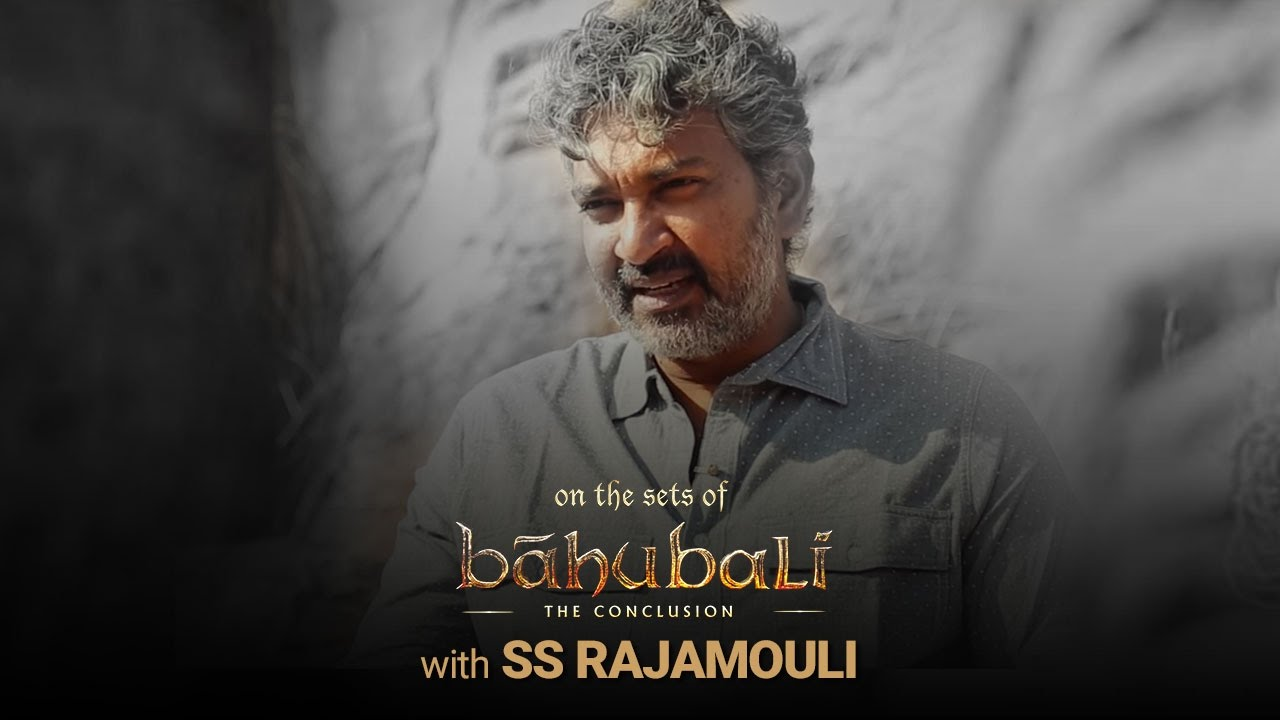 on the sets of
bāhubali
THE CONCLUSION
with SS RAJAMOULI